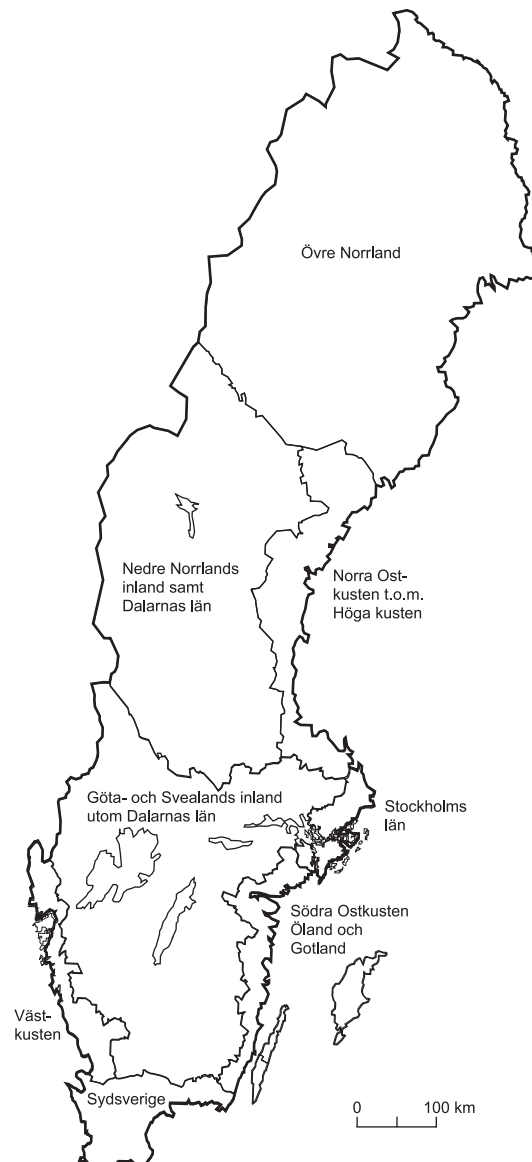 Övre Norrland
Nedre Norrlands
inland samt
Dalarnas län
Norra Ost-
kusten t.o.m.
Höga kusten
Göta- och Svealands inland
utom Dalarnas län
Stockholms
län
Södra Ostkusten
Öland och
Gotland
Väst-
kusten
Sydsverige
0 100 km